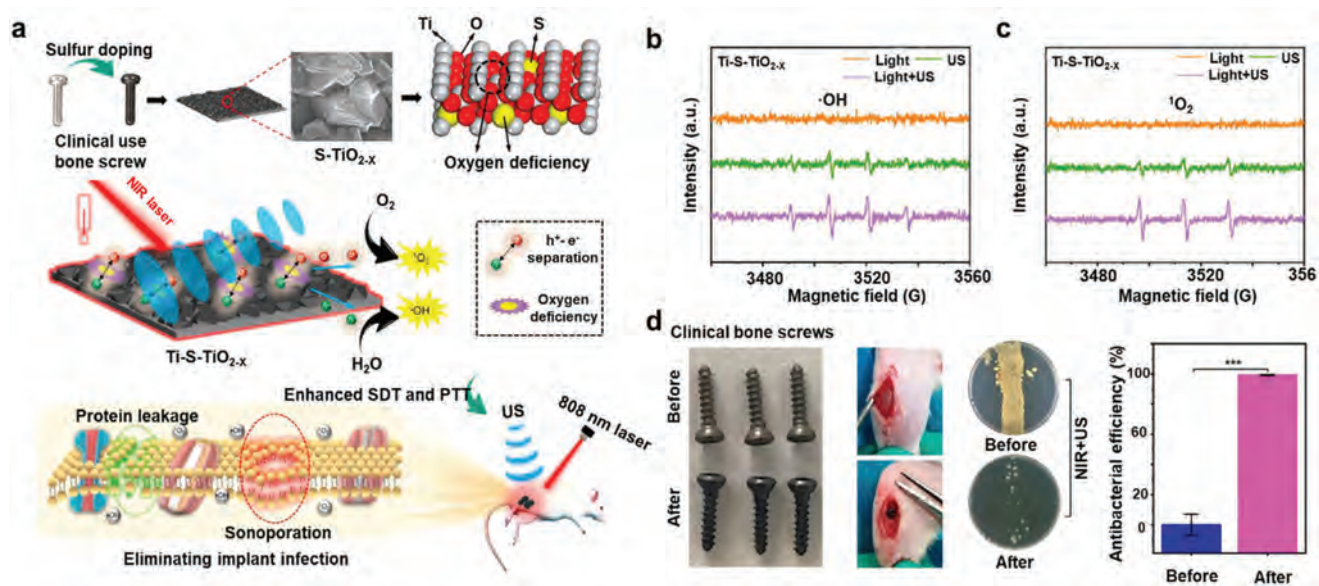 a
Sulfur doping
Clinical use
bone screw
S-TiO2-X
Ti
O
S
Oxygen deficiency
NIR laser
O2
1O2
·OH
H2O
Ti-S-TiO2-x
h+- e-
separation
Oxygen
deficiency
Enhanced SDT and PTT
Protein leakage
Sonoporation
Eliminating implant infection
US
808 nm laser
b
Ti-S-TiO2-x
Light
US
Light+US
·OH
Intensity (a.u.)
3480
3520
3560
Magnetic field (G)
c
Ti-S-TiO2-x
Light
US
Light+US
1O2
Intensity (a.u.)
3480
3520
356
Magnetic field (G)
d
Clinical bone screws
Before
After
Before
After
NIR+US
Antibacterial efficiency (%)
100
80
60
20
0
***
Before
After